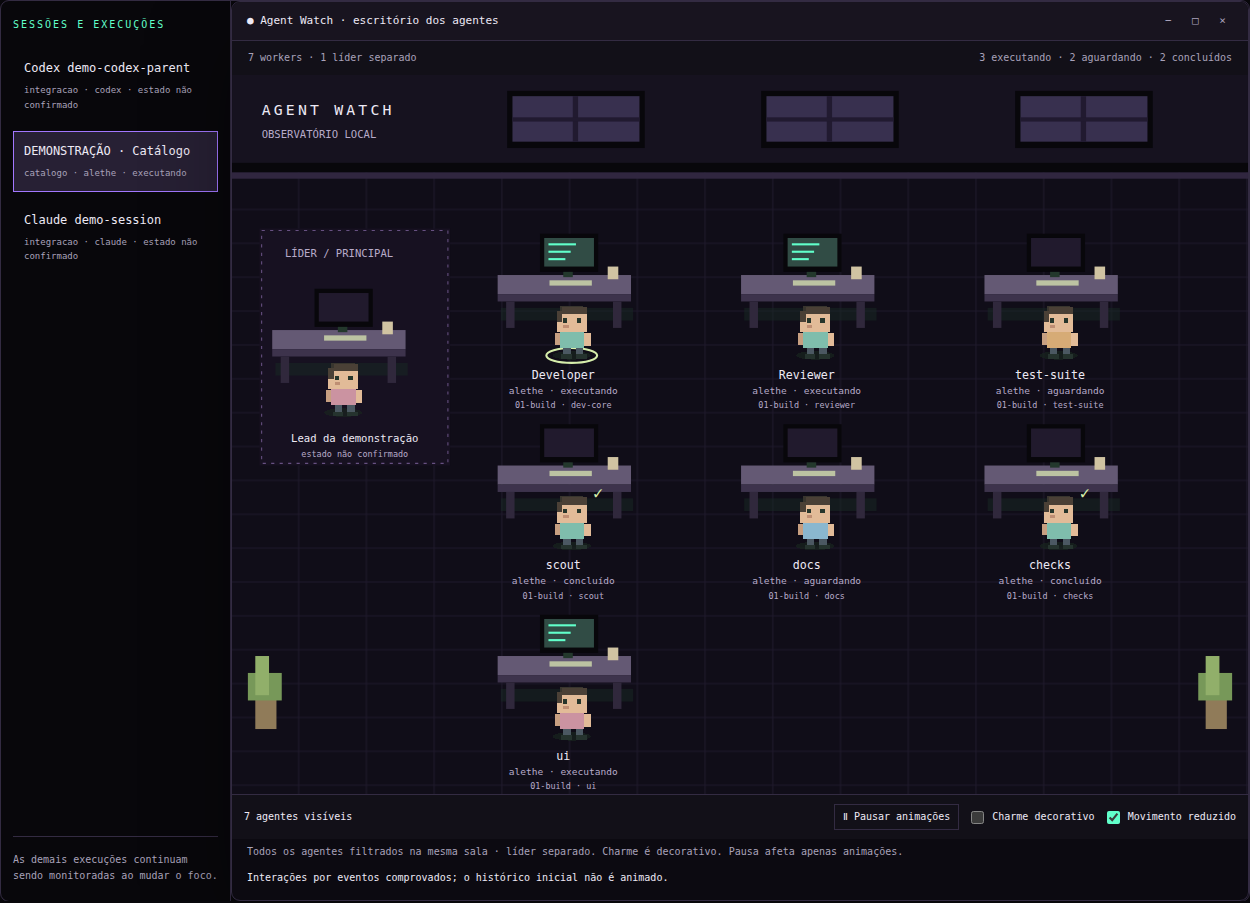 SESSÕES E EXECUÇÕES
Codex demo-codex-parent
integracao · codex · estado não
confirmado
DEMONSTRAÇÃO · Catálogo
catalogo · alethe · executando
Claude demo-session
integracao · claude · estado não
confirmado
As demais execuções continuam
sendo monitoradas ao mudar o foco.
● Agent Watch · escritório dos agentes
− □ ×
7 workers · 1 líder separado
3 executando · 2 aguardando · 2 concluídos
AGENT WATCH
OBSERVATÓRIO LOCAL
LÍDER / PRINCIPAL
Lead da demonstração
estado não confirmado
Developer
alethe · executando
01-build · dev-core
Reviewer
alethe · executando
01-build · reviewer
test-suite
alethe · aguardando
01-build · test-suite
✓
scout
alethe · concluído
01-build · scout
docs
alethe · aguardando
01-build · docs
✓
checks
alethe · concluído
01-build · checks
ui
alethe · executando
01-build · ui
7 agentes visíveis
⏸ Pausar animações
Charme decorativo
Movimento reduzido
Todos os agentes filtrados na mesma sala · líder separado. Charme é decorativo. Pausa afeta apenas animações.
Interações por eventos comprovados; o histórico inicial não é animado.